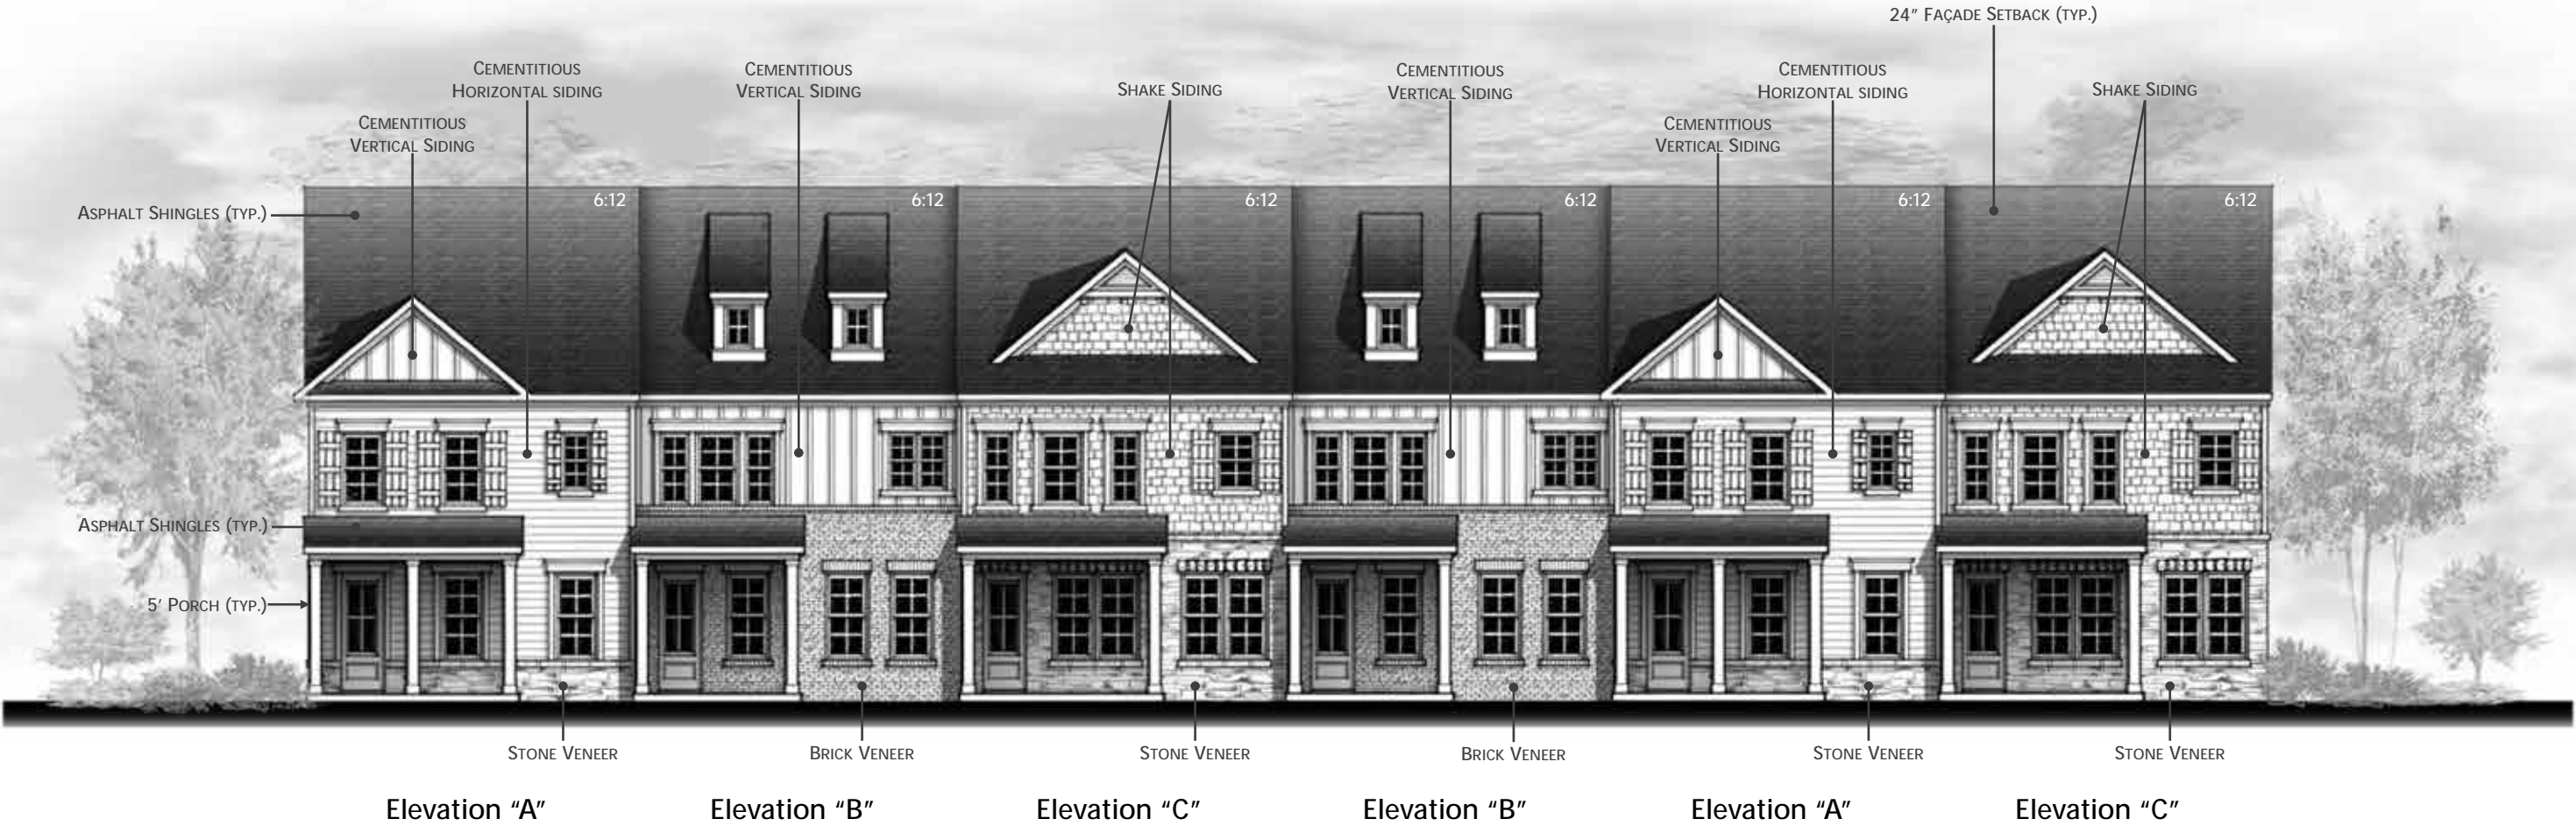 24" FAÇADE SETBACK (TYP.)
CEMENTITIOUS
HORIZONTAL SIDING
CEMENTITIOUS
VERTICAL SIDING
CEMENTITIOUS
VERTICAL SIDING
SHAKE SIDING
CEMENTITIOUS
VERTICAL SIDING
CEMENTITIOUS
HORIZONTAL SIDING
CEMENTITIOUS
VERTICAL SIDING
SHAKE SIDING
6:12
6:12
6:12
6:12
6:12
6:12
ASPHALT SHINGLES (TYP.)
ASPHALT SHINGLES (TYP.)
5' PORCH (TYP.)
STONE VENEER
BRICK VENEER
STONE VENEER
BRICK VENEER
STONE VENEER
STONE VENEER
Elevation "A"
Elevation "B"
Elevation "C"
Elevation "B"
Elevation "A"
Elevation "C"